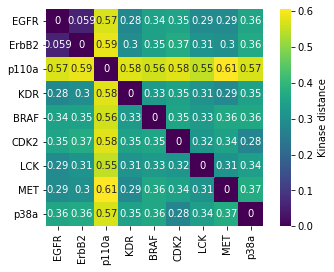 EGFR 0 0.059 0.57 0.28 0.34 0.35 0.29 0.29 0.36
ErbB2 0.059 0 0.59 0.3 0.35 0.37 0.31 0.3 0.36
p110a 0.57 0.59 0 0.58 0.56 0.58 0.55 0.61 0.57
KDR 0.28 0.3 0.58 0 0.33 0.35 0.31 0.29 0.35
BRAF 0.34 0.35 0.56 0.33 0 0.35 0.33 0.36 0.36
CDK2 0.35 0.37 0.58 0.35 0.35 0 0.32 0.34 0.28
LCK 0.29 0.31 0.55 0.31 0.33 0.32 0 0.31 0.34
MET 0.29 0.3 0.61 0.29 0.36 0.34 0.31 0 0.37
p38a 0.36 0.36 0.57 0.35 0.36 0.28 0.34 0.37 0
EGFR ErbB2 p110a KDR BRAF CDK2 LCK MET p38a
0.6
0.5
0.4
0.3
0.2
0.1
0.0
Kinase distance